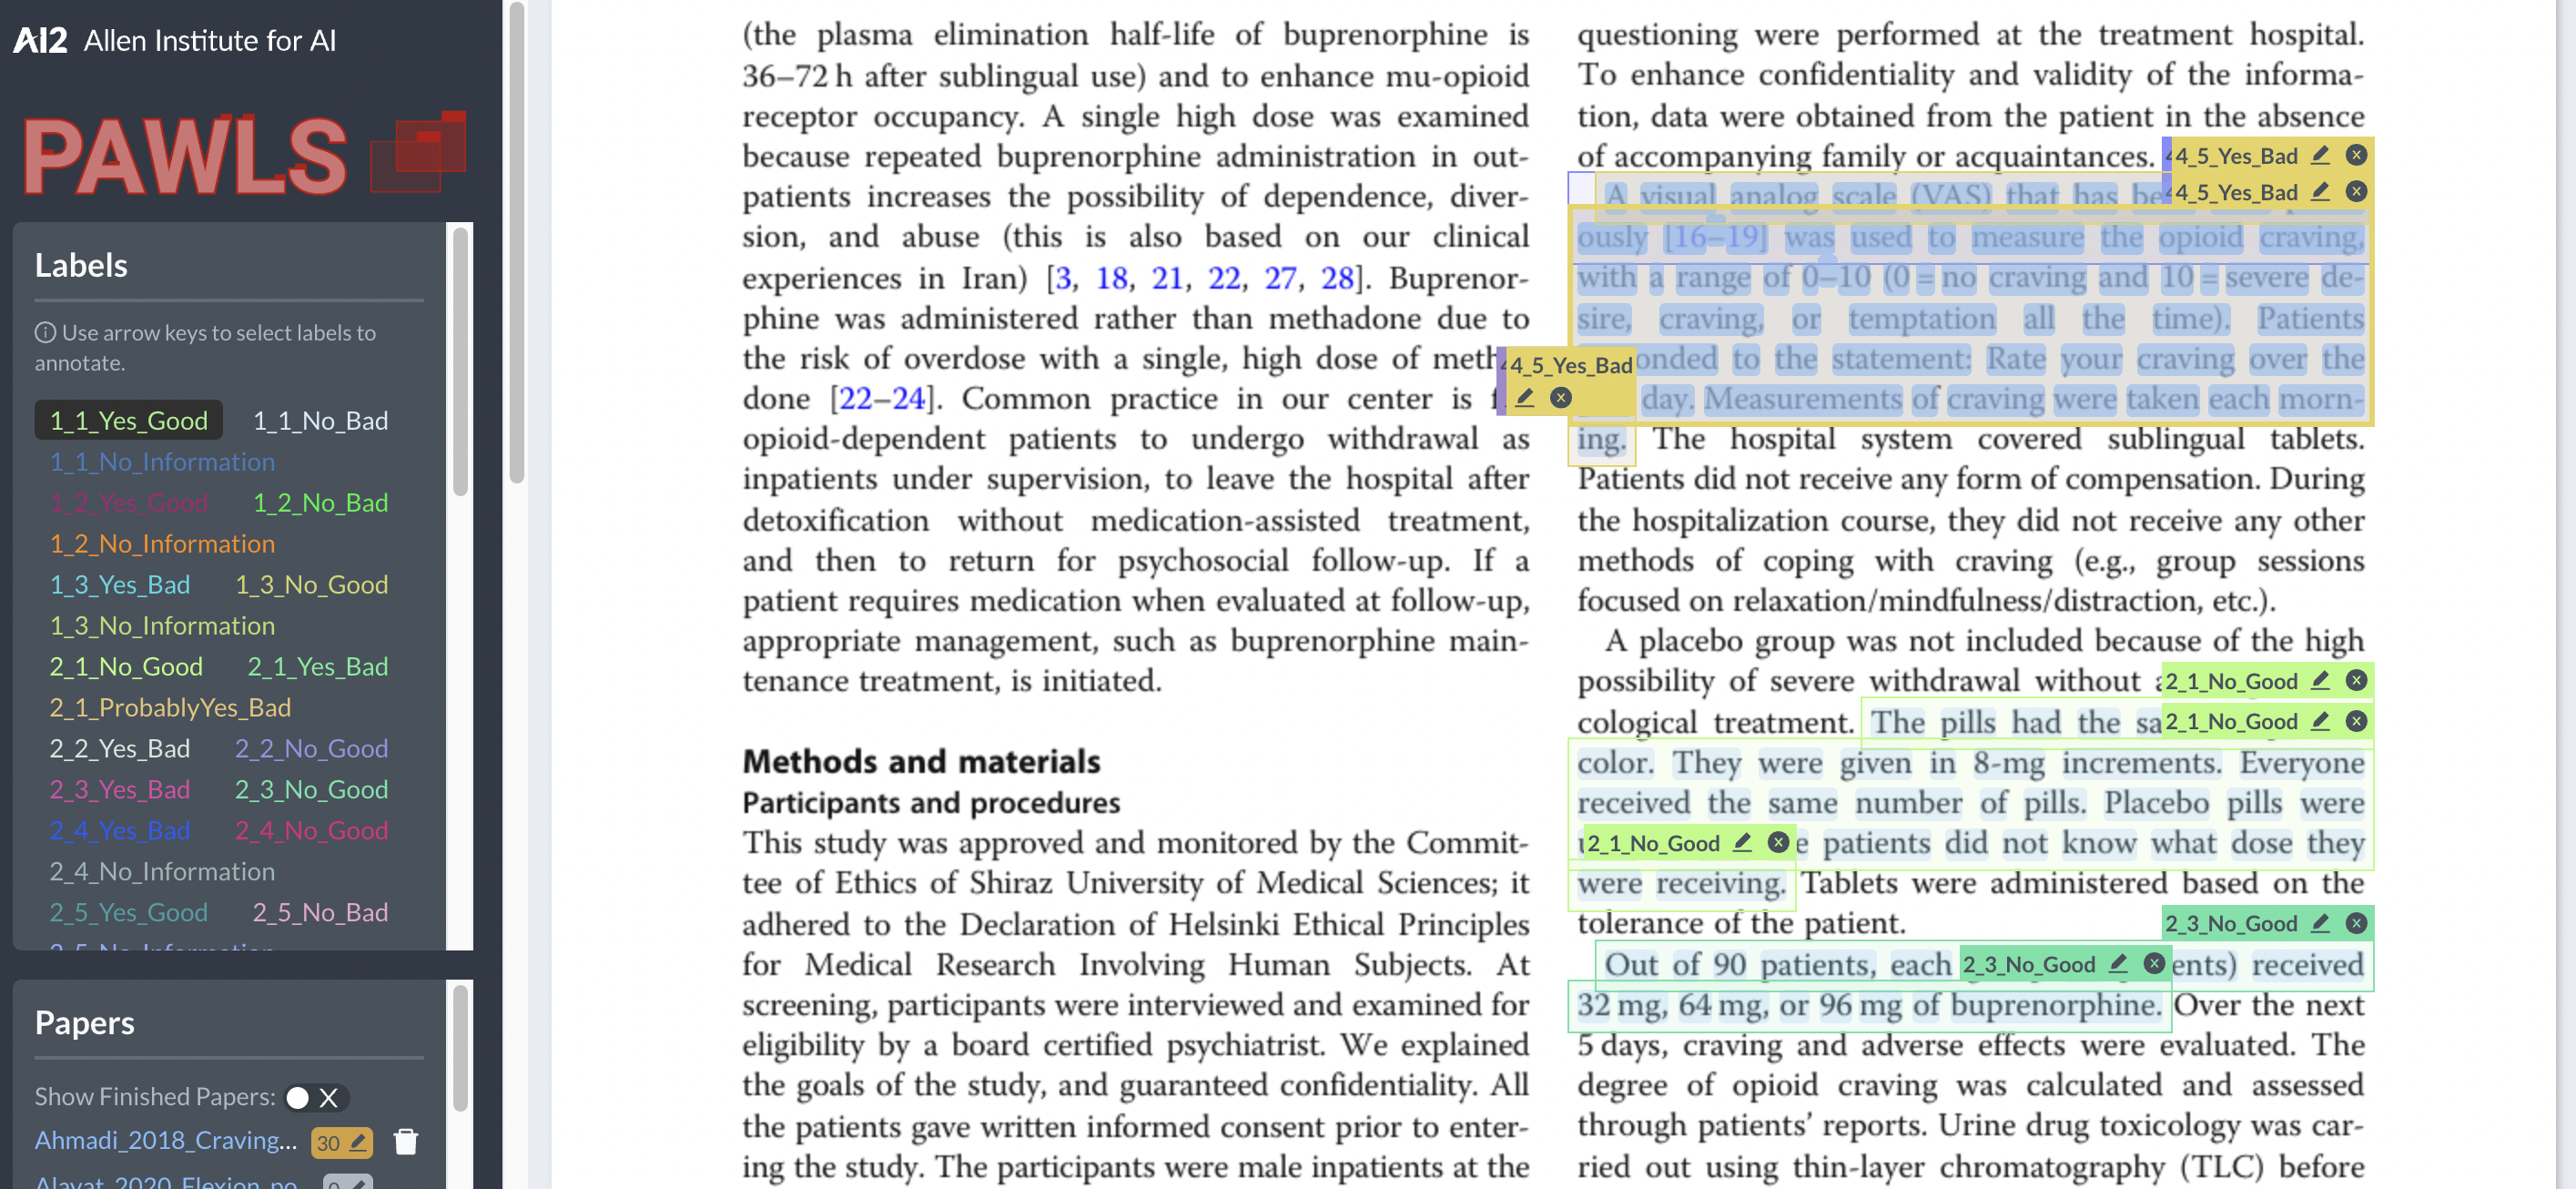 AI2 Allen Institute for AI
PAWLS
Labels
Use arrow keys to select labels to
annotate.
1_1_Yes_Good 1_1_No_Bad
1_1_No_Information
1_2_Yes_Good 1_2_No_Bad
1_2_No_Information
1_3_Yes_Bad 1_3_No_Good
1_3_No_Information
2_1_No_Good 2_1_Yes_Bad
2_1_ProbablyYes_Bad
2_2_Yes_Bad 2_2_No_Good
2_3_Yes_Bad 2_3_No_Good
2_4_Yes_Bad 2_4_No_Good
2_4_No_Information
2_5_Yes_Good 2_5_No_Bad
2_5_No_Information
Papers
Show Finished Papers: X
Ahmadi_2018_Craving... 30
Alayat_2020_Flexion_po... 0
(the plasma elimination half-life of buprenorphine is
36–72 h after sublingual use) and to enhance mu-opioid
receptor occupancy. A single high dose was examined
because repeated buprenorphine administration in out-
patients increases the possibility of dependence, diver-
sion, and abuse (this is also based on our clinical
experiences in Iran) [3, 18, 21, 22, 27, 28]. Buprenor-
phine was administered rather than methadone due to
the risk of overdose with a single, high dose of meth
done [22–24]. Common practice in our center is
opioid-dependent patients to undergo withdrawal as
inpatients under supervision, to leave the hospital after
detoxification without medication-assisted treatment,
and then to return for psychosocial follow-up. If a
patient requires medication when evaluated at follow-up,
appropriate management, such as buprenorphine main-
tenance treatment, is initiated.
Methods and materials
Participants and procedures
This study was approved and monitored by the Commit-
tee of Ethics of Shiraz University of Medical Sciences; it
adhered to the Declaration of Helsinki Ethical Principles
for Medical Research Involving Human Subjects. At
screening, participants were interviewed and examined for
eligibility by a board certified psychiatrist. We explained
the goals of the study, and guaranteed confidentiality. All
the patients gave written informed consent prior to enter-
ing the study. The participants were male inpatients at the
questioning were performed at the treatment hospital.
To enhance confidentiality and validity of the informa-
tion, data were obtained from the patient in the absence
of accompanying family or acquaintances. 4_5_Yes_Bad
A visual analog scale (VAS) that has be 4_5_Yes_Bad
ously [16–19] was used to measure the opioid craving,
with a range of 0–10 (0 = no craving and 10 = severe de-
sire, craving, or temptation all the time). Patients
4_5_Yes_Bad onded to the statement: Rate your craving over the
day. Measurements of craving were taken each morn-
ing. The hospital system covered sublingual tablets.
Patients did not receive any form of compensation. During
the hospitalization course, they did not receive any other
methods of coping with craving (e.g., group sessions
focused on relaxation/mindfulness/distraction, etc.).
A placebo group was not included because of the high
possibility of severe withdrawal without 2_1_No_Good
cological treatment. The pills had the sa 2_1_No_Good
color. They were given in 8-mg increments. Everyone
received the same number of pills. Placebo pills were
2_1_No_Good e patients did not know what dose they
were receiving. Tablets were administered based on the
tolerance of the patient. 2_3_No_Good
Out of 90 patients, each 2_3_No_Good ents) received
32 mg, 64 mg, or 96 mg of buprenorphine. Over the next
5 days, craving and adverse effects were evaluated. The
degree of opioid craving was calculated and assessed
through patients' reports. Urine drug toxicology was car-
ried out using thin-layer chromatography (TLC) before